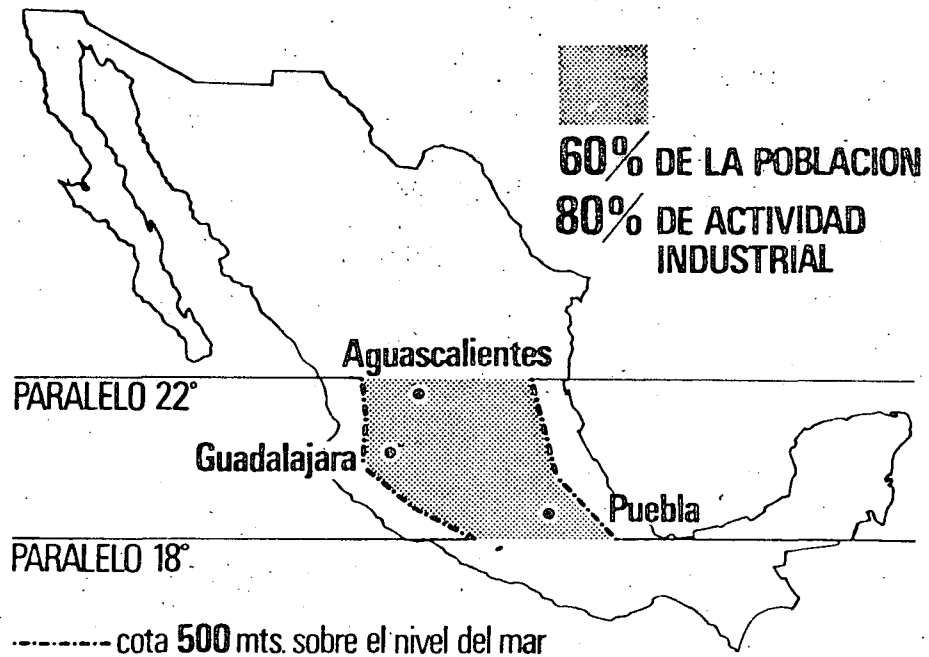 60% DE LA POBLACION
80% DE ACTIVIDAD
INDUSTRIAL
Aguascalientes
PARALELO 22°
Guadalajara
Puebla
PARALELO 18°
cota 500 mts. sobre el nivel del mar